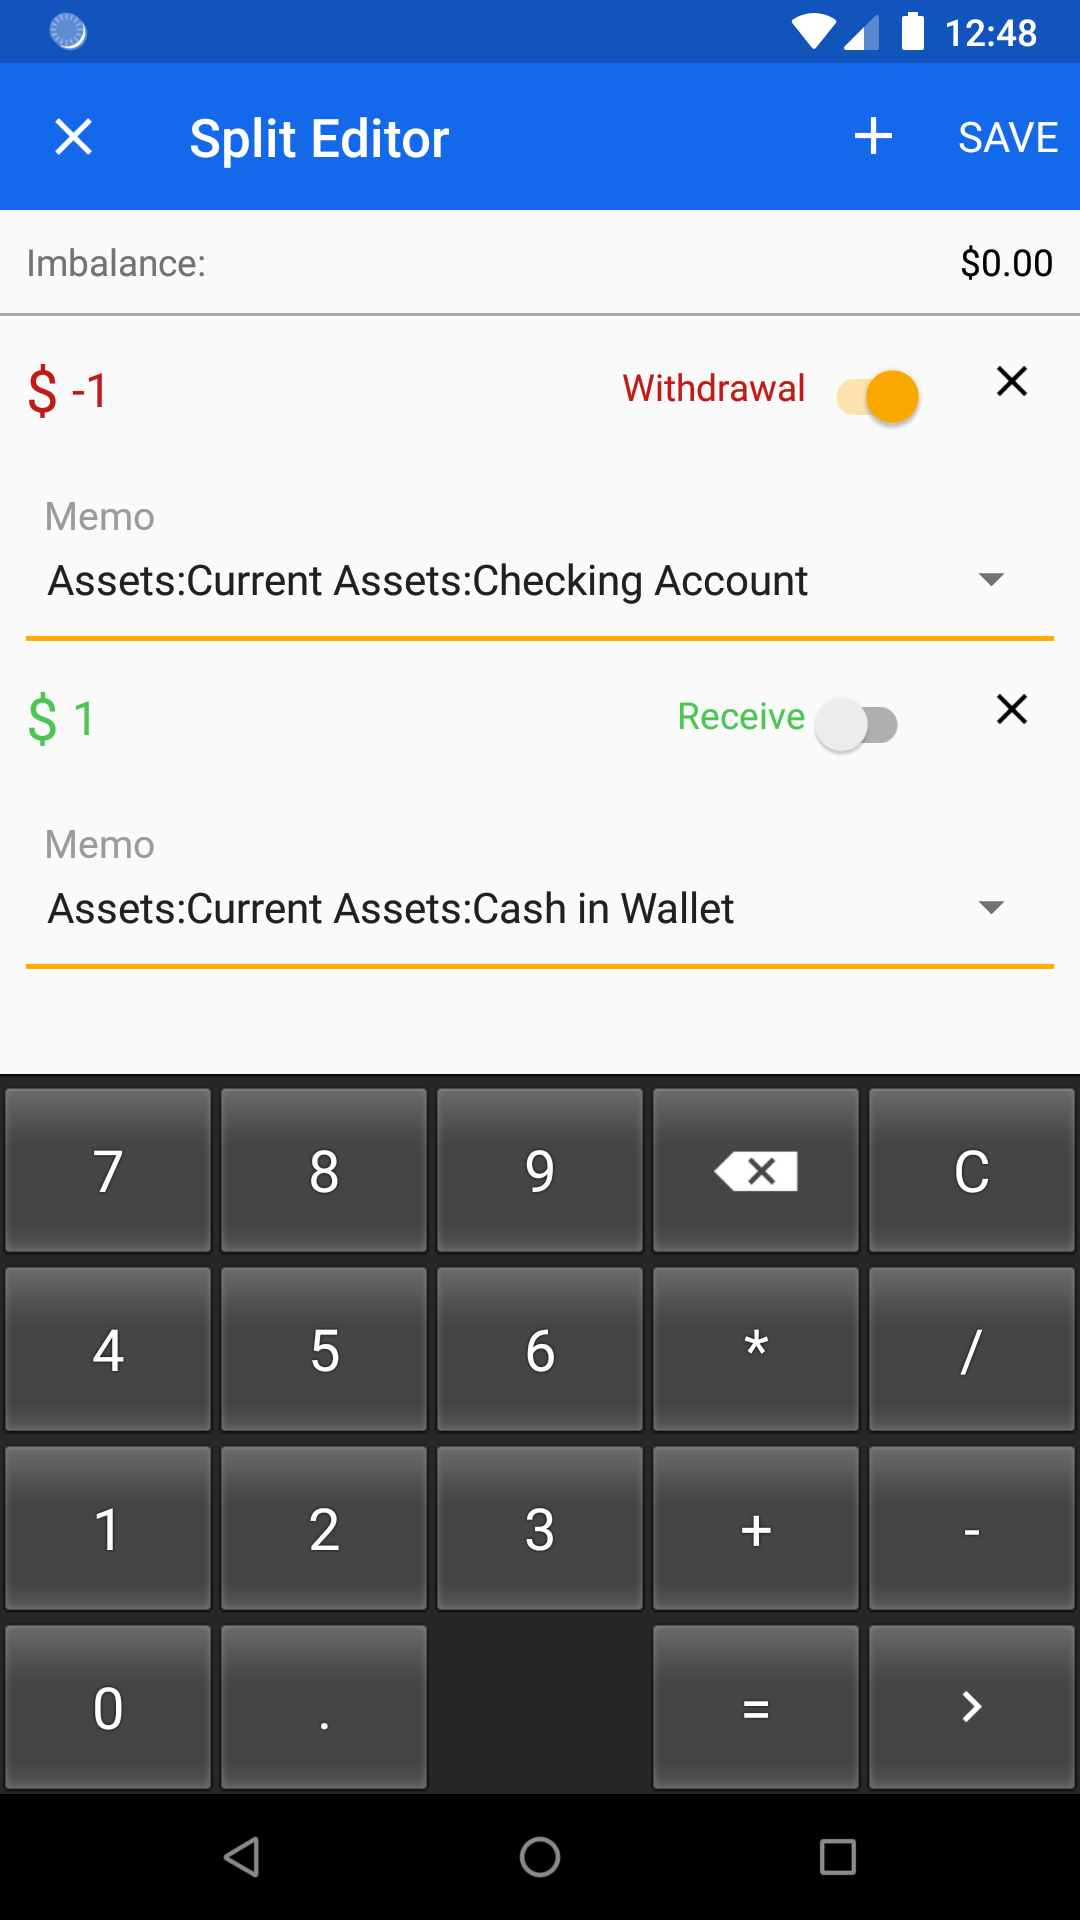 12:48
Split Editor + SAVE
Imbalance: $0.00
$ -1 Withdrawal
Memo
Assets:Current Assets:Checking Account
$ 1 Receive
Memo
Assets:Current Assets:Cash in Wallet
7 8 9 C
4 5 6 * /
1 2 3 + -
0 . = >